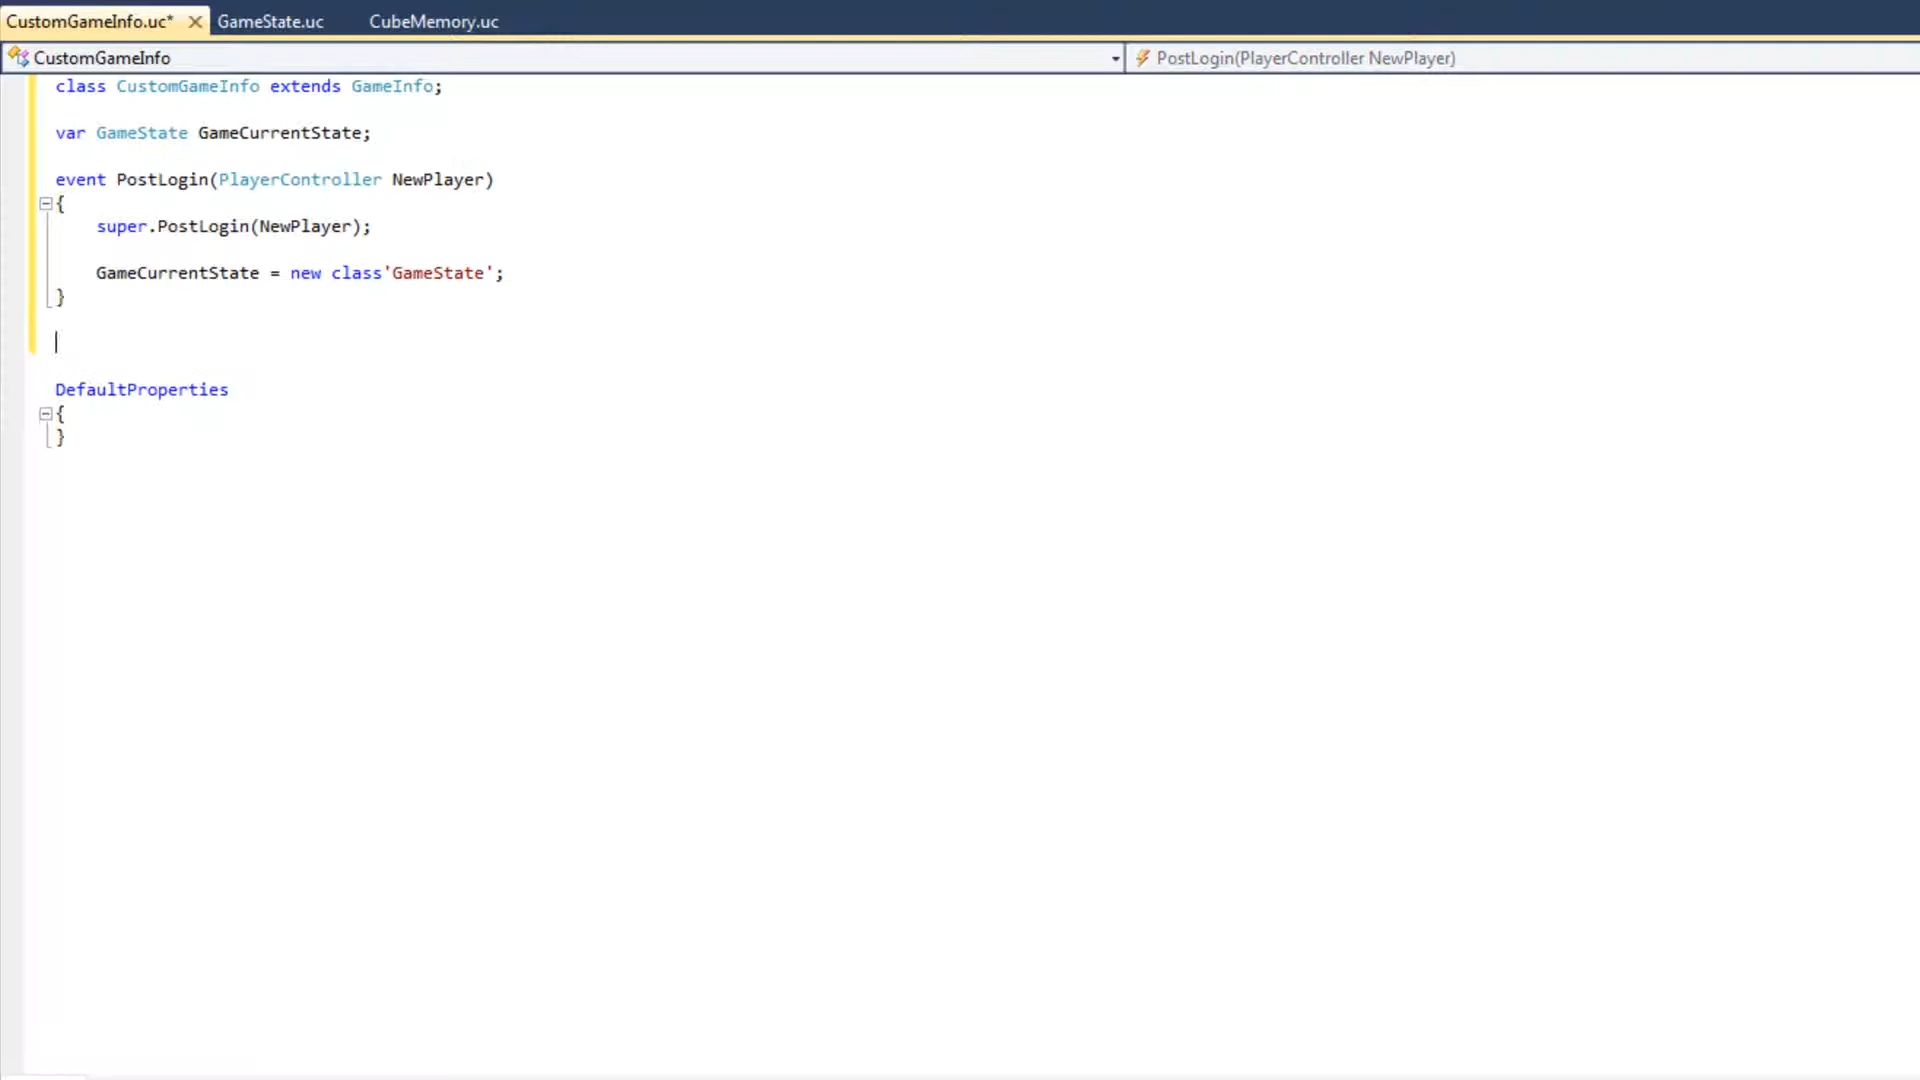 CustomGameInfo.uc* GameState.uc CubeMemory.uc
CustomGameInfo PostLogin(PlayerController NewPlayer)
class CustomGameInfo extends GameInfo;
var GameState GameCurrentState;
event PostLogin(PlayerController NewPlayer)
{
super.PostLogin(NewPlayer);
GameCurrentState = new class'GameState';
}
DefaultProperties
{
}